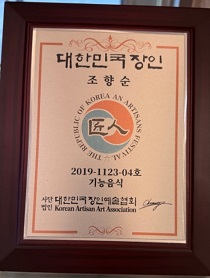 대한민국장인
조향순
THE REPUBLIC OF KOREA AN ARTISANS FESTIVAL
匠人
2019-1123-04호
기능음식
사단법인 대한민국장인예술협회
Korean Artisan Art Association